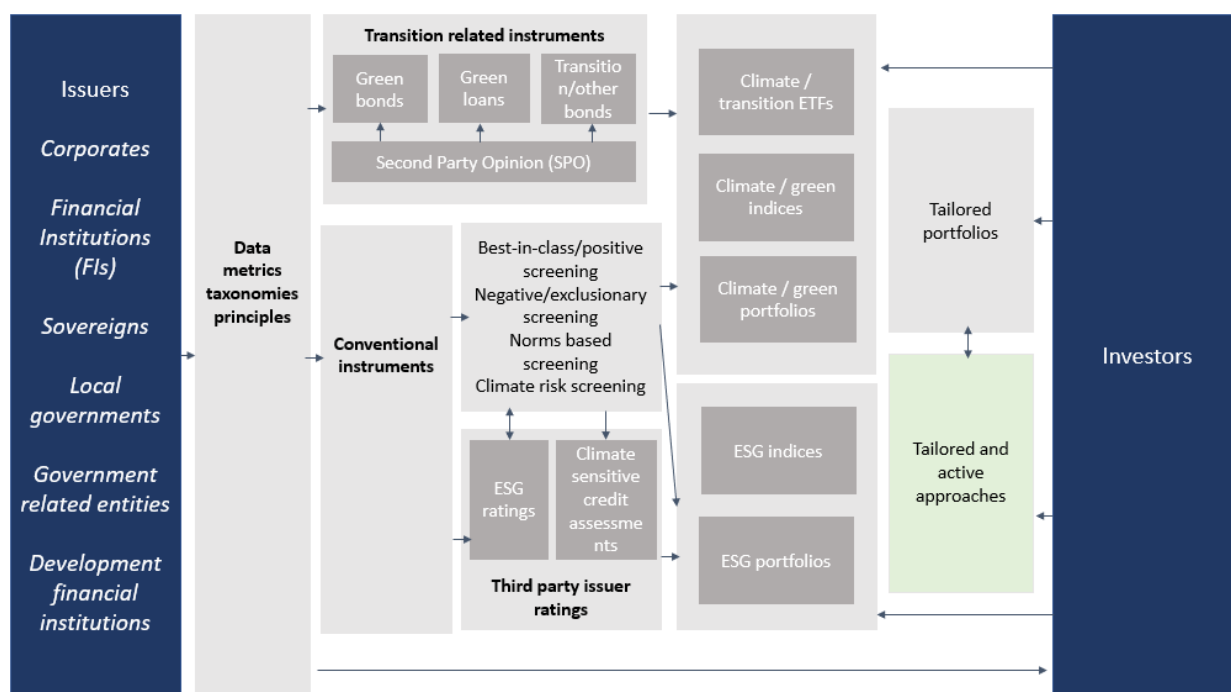 Issuers
Corporates
Financial
Institutions
(FIs)
Sovereigns
Local
governments
Government
related entities
Development
financial
institutions
Data
metrics
taxonomies
principles
Transition related instruments
Green
bonds
Green
loans
Transitio
n/other
bonds
Second Party Opinion (SPO)
Conventional
instruments
Best-in-class/positive
screening
Negative/exclusionary
screening
Norms based
screening
Climate risk screening
ESG
ratings
Climate
sensitive
credit
assessme
nts
Third party issuer
ratings
Climate /
transition ETFs
Climate / green
indices
Climate / green
portfolios
ESG indices
ESG portfolios
Tailored
portfolios
Tailored and
active
approaches
Investors